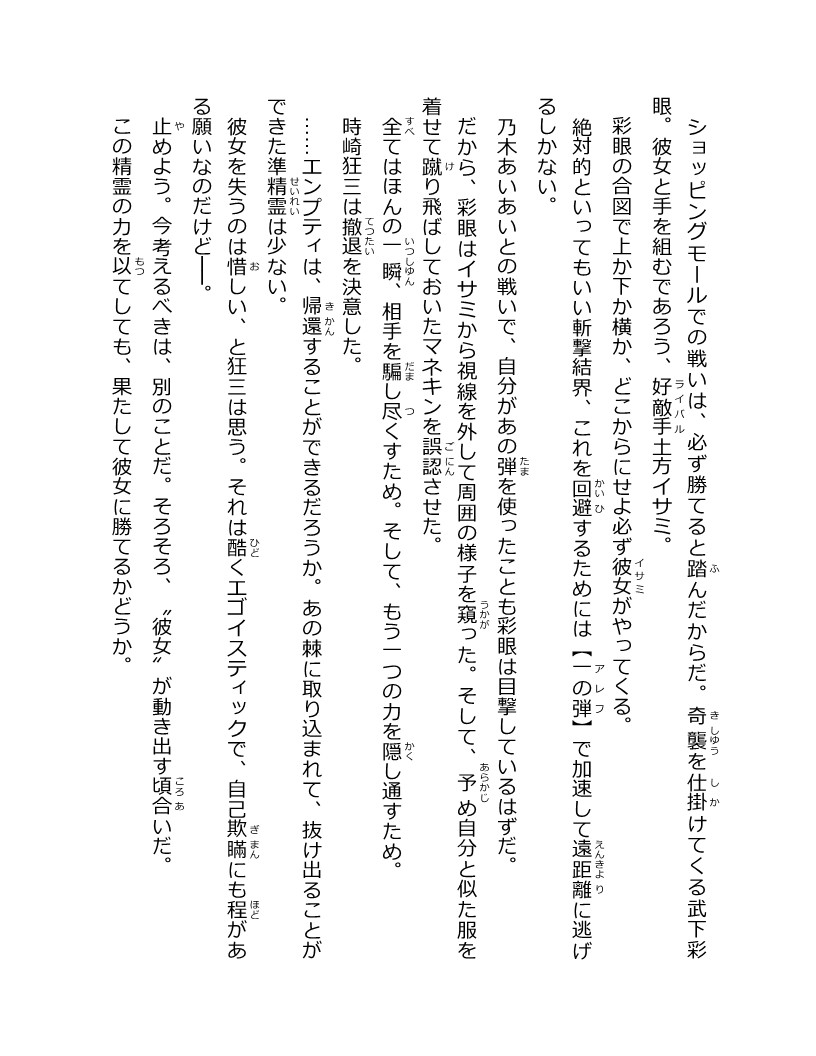 ショッピングモールでの戦いは、必ず勝てると踏んだからだ。奇襲を仕掛けてくる武下彩
眼。彼女と手を組むであろう、好敵手土方イサミ。
彩眼の合図で上か下か横か、どこからにせよ必ず彼女がやってくる。
絶対的といってもいい斬撃結界、これを回避するためには【一の弾】で加速して遠距離に逃げ
るしかない。
乃木あいあいとの戦いで、自分があの弾を使ったことも彩眼は目撃しているはずだ。
だから、彩眼はイサミから視線を外して周囲の様子を窺った。そして、予め自分と似た服を
着せて蹴り飛ばしておいたマネキンを誤認させた。
全てはほんの一瞬、相手を騙し尽くすため。そして、もう一つの力を隠し通すため。
時崎狂三は撤退を決意した。
……エンプティは、帰還することができるだろうか。あの棘に取り込まれて、抜け出ることが
できた準精霊は少ない。
彼女を失うのは惜しい、と狂三は思う。それは酷くエゴイスティックで、自己欺瞞にも程があ
る願いなのだけど──。
止めよう。今考えるべきは、別のことだ。そろそろ、〝彼女〟が動き出す頃合いだ。
この精霊の力を以てしても、果たして彼女に勝てるかどうか。